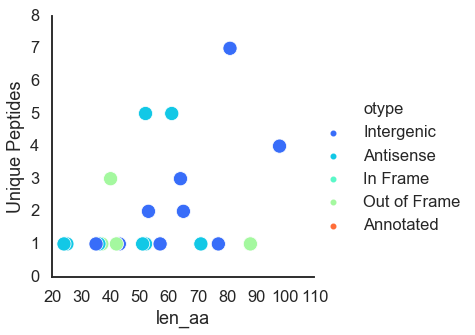 8
7
6
5
4
3
2
1
0
Unique Peptides
20 30 40 50 60 70 80 90 100 110
len_aa
otype
Intergenic
Antisense
In Frame
Out of Frame
Annotated